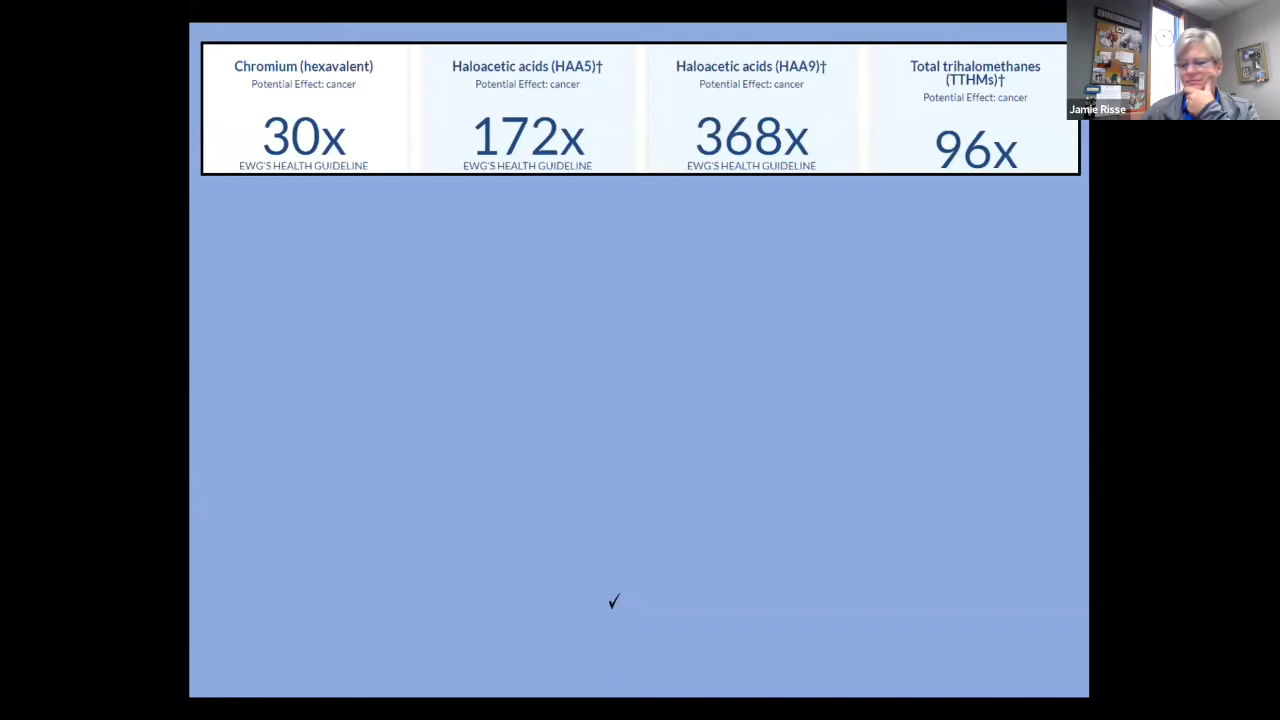 Chromium (hexavalent)
Potential Effect: cancer
30x
EWG'S HEALTH GUIDELINE
Haloacetic acids (HAA5)†
Potential Effect: cancer
172x
EWG'S HEALTH GUIDELINE
Haloacetic acids (HAA9)†
Potential Effect: cancer
368x
EWG'S HEALTH GUIDELINE
Total trihalomethanes
(TTHMs)†
Potential Effect: cancer
96x
Jamie Risse
✓